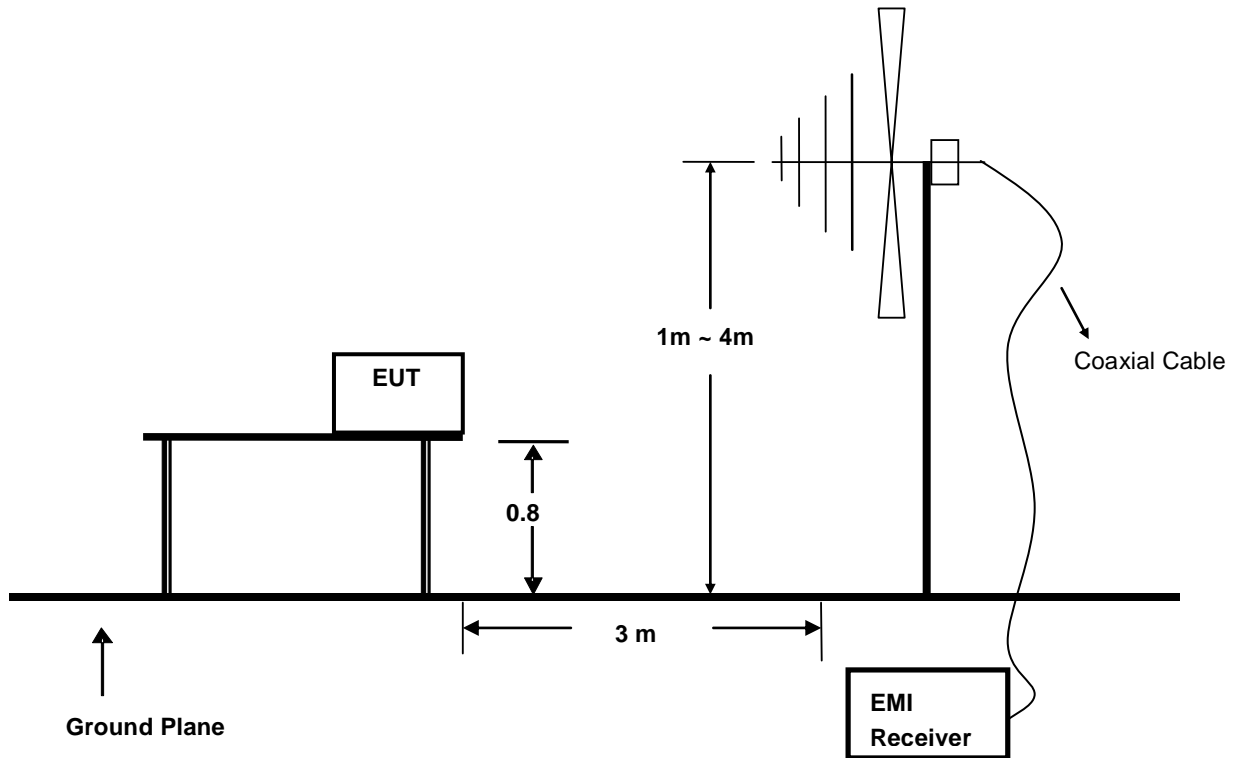 1m ~ 4m
Coaxial Cable
EUT
0.8
3 m
Ground Plane
EMI
Receiver